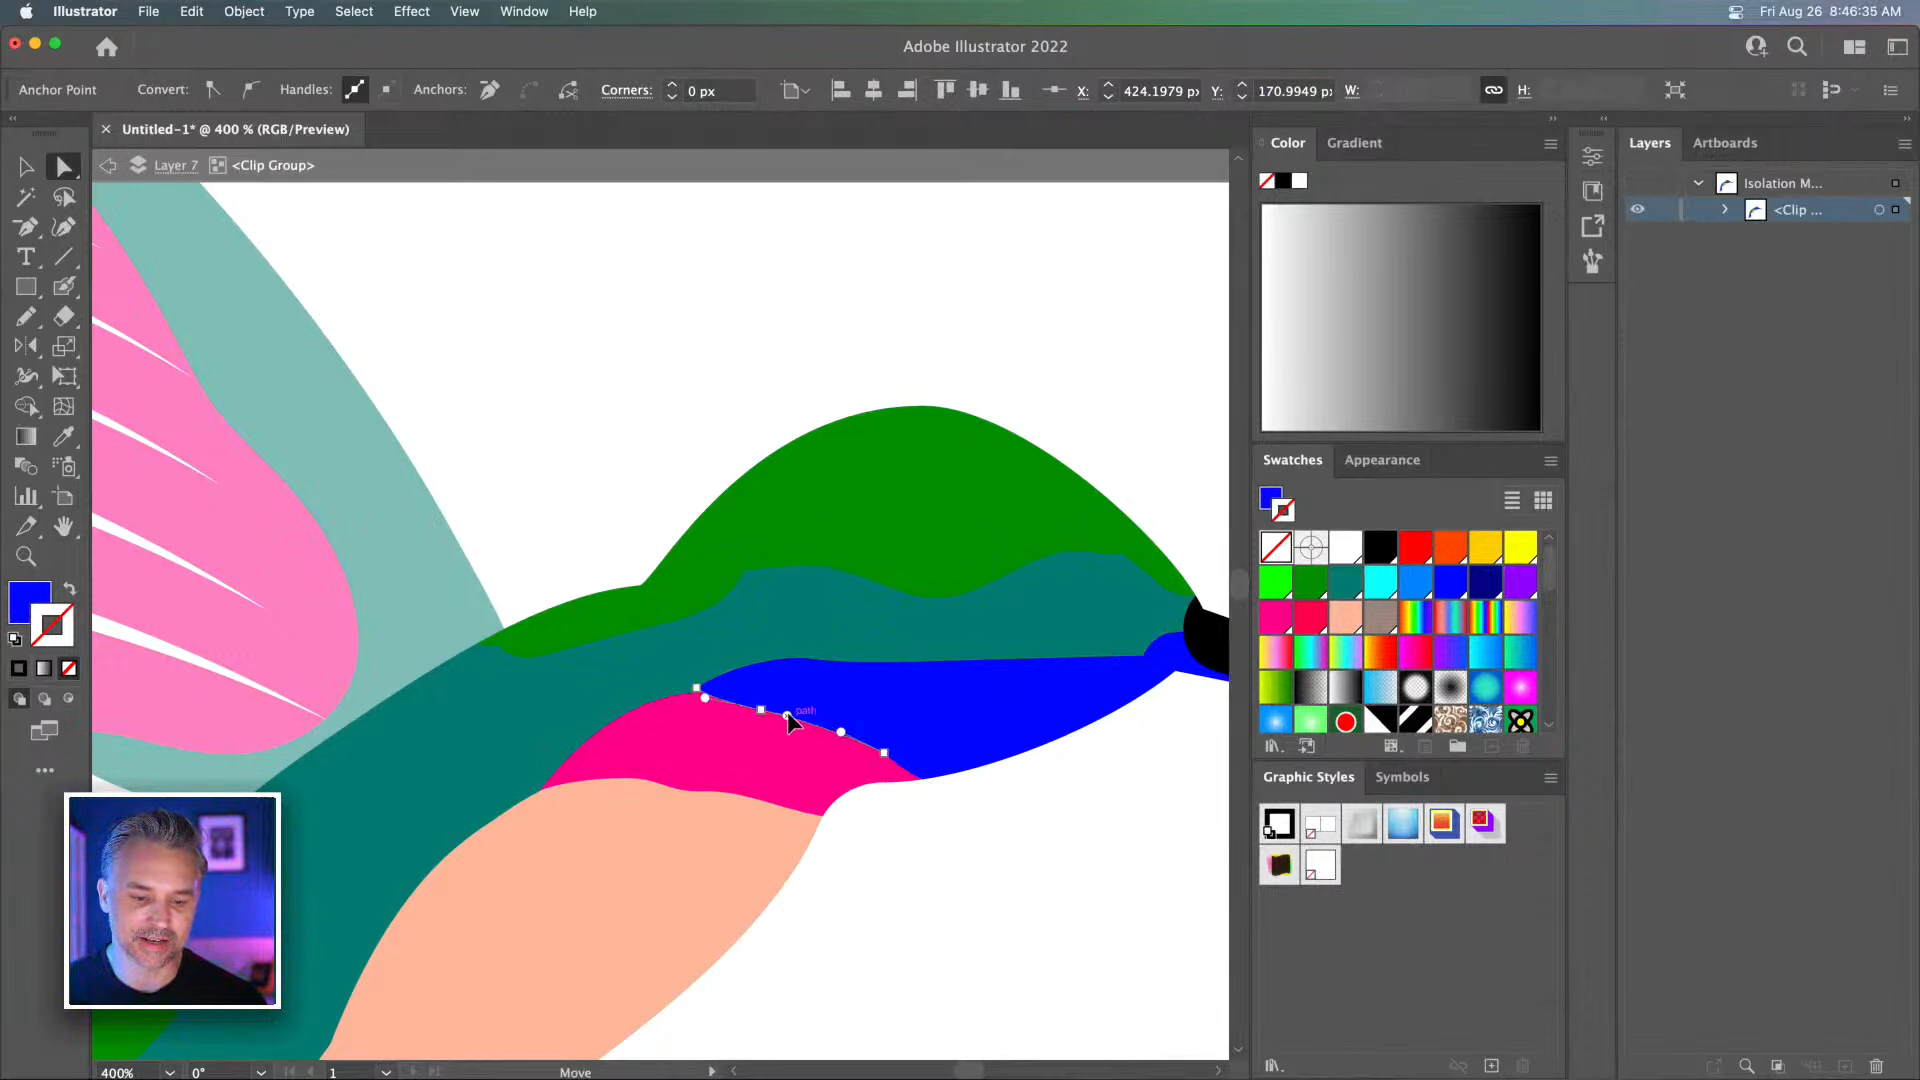 Illustrator File Edit Object Type Select Effect View Window Help Fri Aug 26 8:46:35 AM
Adobe Illustrator 2022
Anchor Point Convert: Handles: Anchors: Corners: 0 px X: 424.1979 p Y: 170.9949 p W: H:
Untitled-1* @ 400 % (RGB/Preview)
Layer 7 <Clip Group>
Color Gradient
Layers Artboards
Isolation M...
<Clip ...
Swatches Appearance
path
Graphic Styles Symbols
400% 0° 1 Move